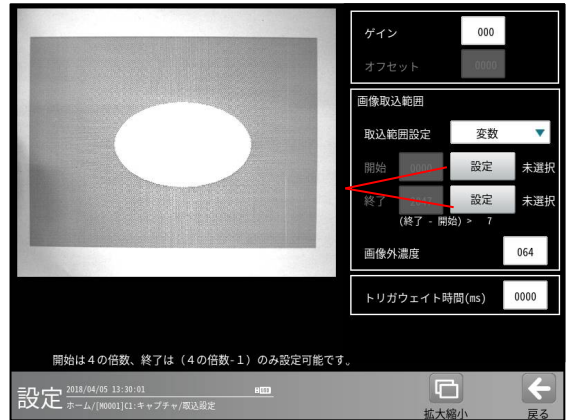 ゲイン 000
オフセット 0000
画像取込範囲
取込範囲設定 変数
開始 0000 設定 未選択
終了 設定 未選択
(終了 - 開始) > 7
画像外濃度 064
トリガウェイト時間(ms) 0000
開始は4の倍数、終了は(4の倍数-1)のみ設定可能です。
設定 2018/04/05 13:30:01
ホーム/[M0001]C1:キャプチャ/取込設定
拡大縮小 戻る